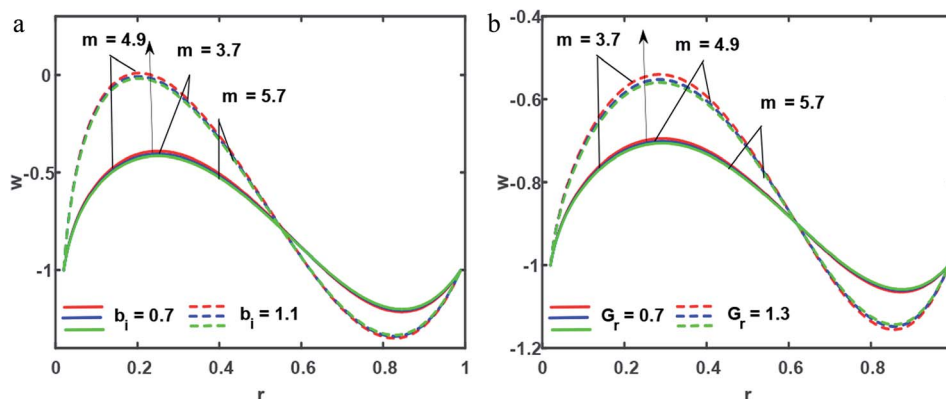 a
m = 4.9
m = 3.7
m = 5.7
0
-0.5
-1
w
b_i = 0.7
b_i = 1.1
0 0.2 0.4 0.6 0.8 1
r
b
-0.4
m = 3.7
m = 4.9
m = 5.7
-0.6
-0.8
-1
-1.2
w
G_r = 0.7
G_r = 1.3
0 0.2 0.4 0.6 0.8 1
r